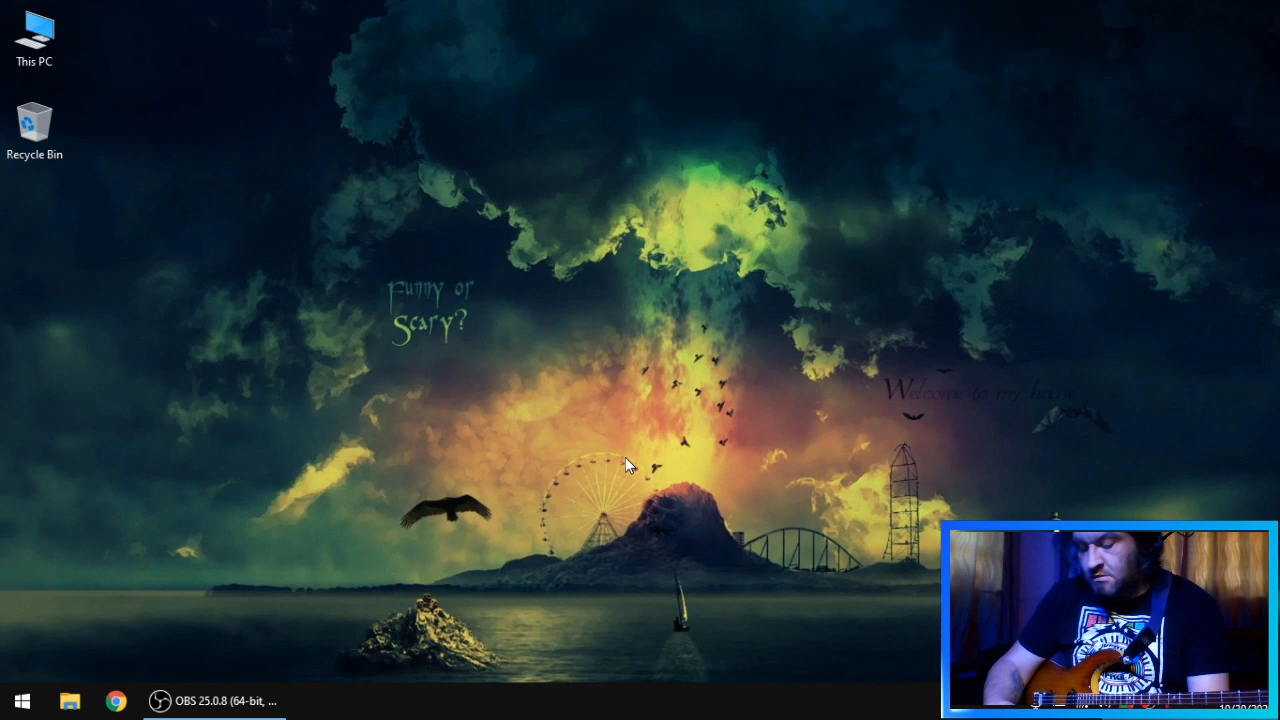 This PC
Recycle Bin
Funny or
Scary?
Welcome to my house
OBS 25.0.8 (64-bit, ...